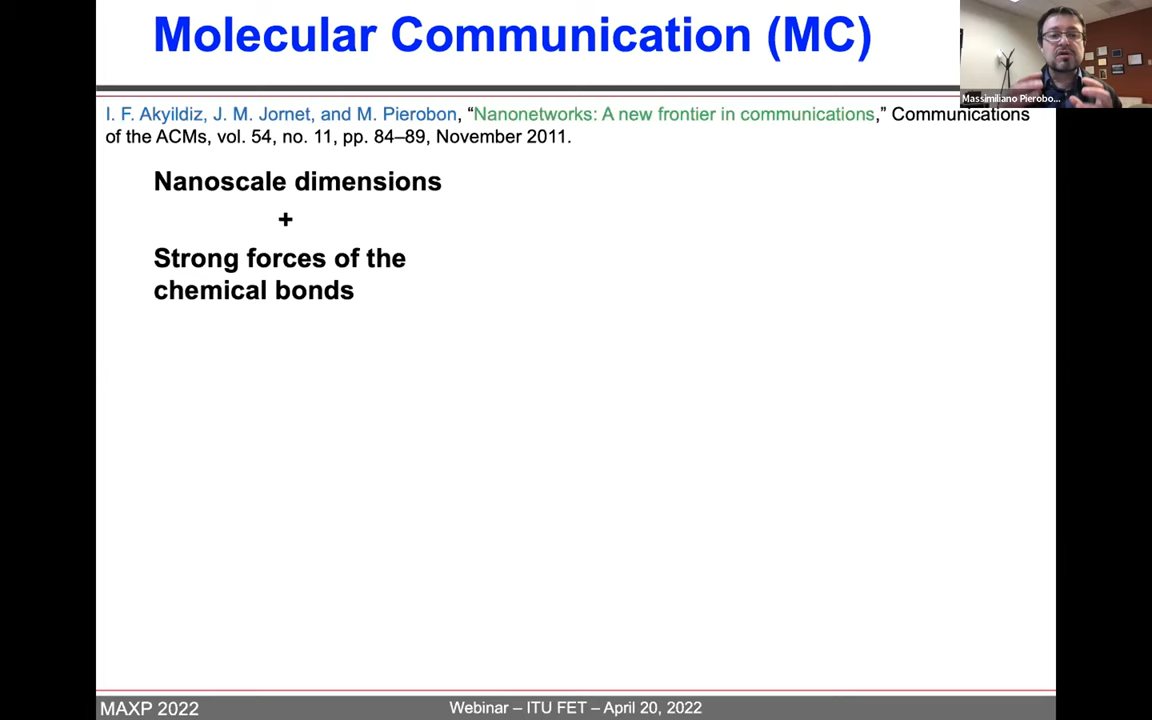 Molecular Communication (MC)
Massimiliano Pierobo...
I. F. Akyildiz, J. M. Jornet, and M. Pierobon, “Nanonetworks: A new frontier in communications,” Communications
of the ACMs, vol. 54, no. 11, pp. 84–89, November 2011.
Nanoscale dimensions
+
Strong forces of the
chemical bonds
MAXP 2022
Webinar – ITU FET – April 20, 2022